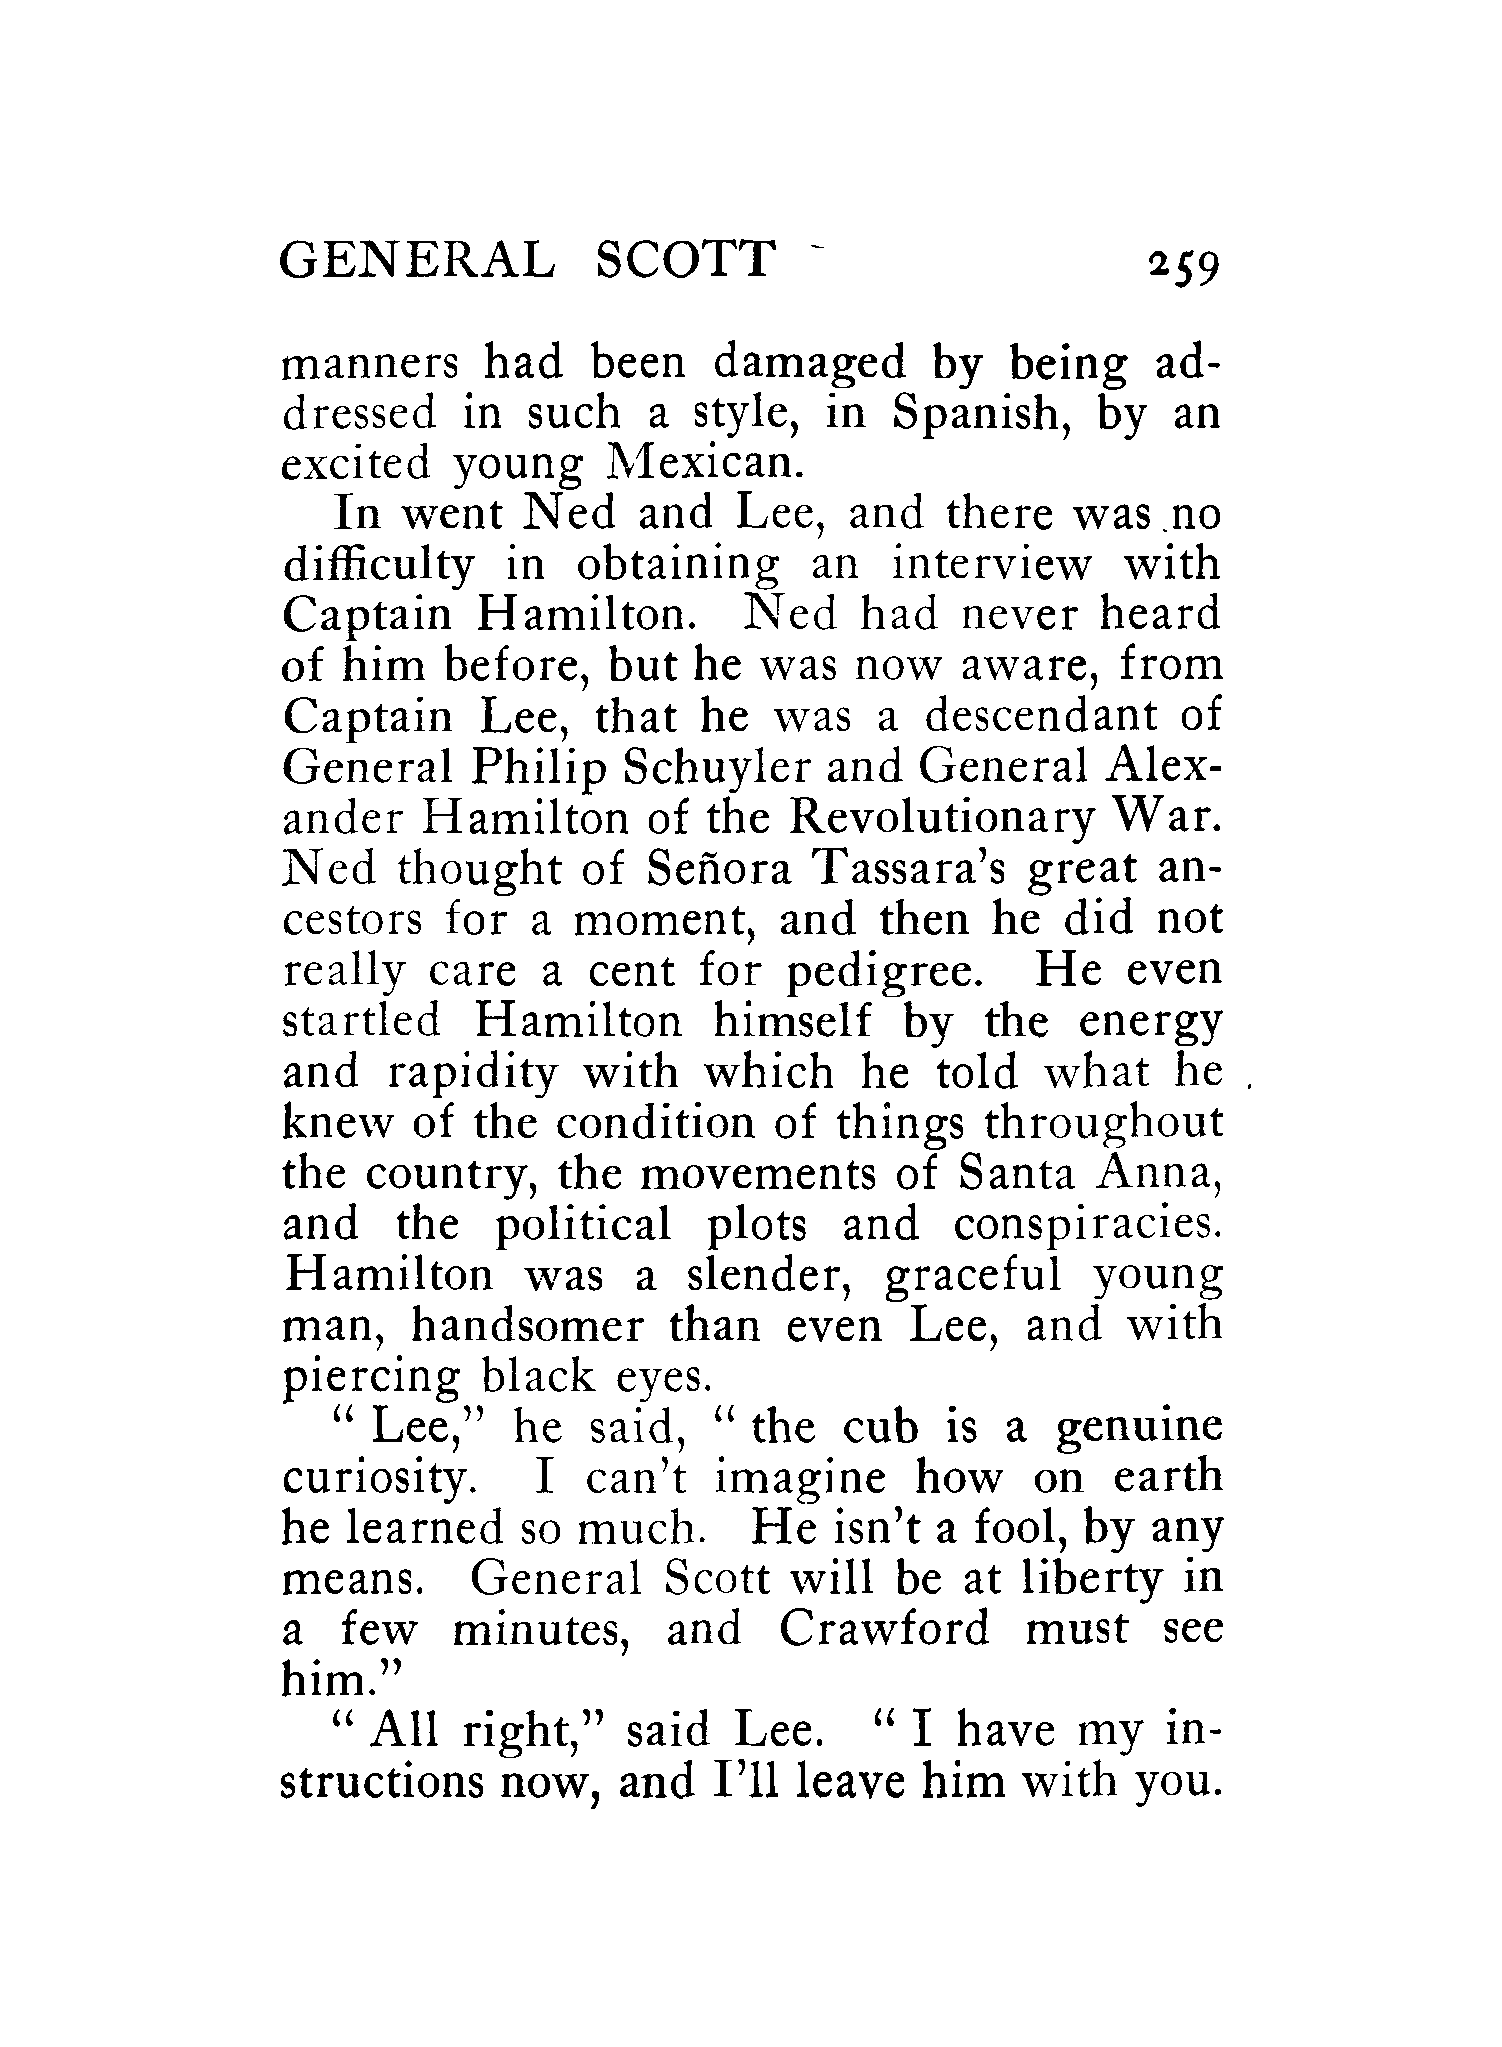 GENERAL SCOTT 259
manners had been damaged by being ad-
dressed in such a style, in Spanish, by an
excited young Mexican.
In went Ned and Lee, and there was no
difficulty in obtaining an interview with
Captain Hamilton. Ned had never heard
of him before, but he was now aware, from
Captain Lee, that he was a descendant of
General Philip Schuyler and General Alex-
ander Hamilton of the Revolutionary War.
Ned thought of Señora Tassara's great an-
cestors for a moment, and then he did not
really care a cent for pedigree. He even
startled Hamilton himself by the energy
and rapidity with which he told what he
knew of the condition of things throughout
the country, the movements of Santa Anna,
and the political plots and conspiracies.
Hamilton was a slender, graceful young
man, handsomer than even Lee, and with
piercing black eyes.
" Lee," he said, " the cub is a genuine
curiosity. I can't imagine how on earth
he learned so much. He isn't a fool, by any
means. General Scott will be at liberty in
a few minutes, and Crawford must see
him."
" All right," said Lee. " I have my in-
structions now, and I'll leave him with you.